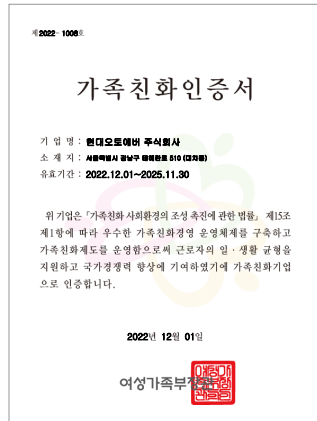 제2022- 1008호
가족친화인증서
기 업 명 : 현대오토에버 주식회사
소 재 지 : 서울특별시 강남구 테헤란로 510 (대치동)
유효기간 : 2022.12.01~2025.11.30
위 기업은「가족친화 사회환경의 조성 촉진에 관한 법률」 제15조
제1항에 따라 우수한 가족친화경영 운영체제를 구축하고
가족친화제도를 운영함으로써 근로자의 일 · 생활 균형을
지원하고 국가경쟁력 향상에 기여하였기에 가족친화기업
으로 인증합니다.
2022년 12월 01일
여성가족부장관